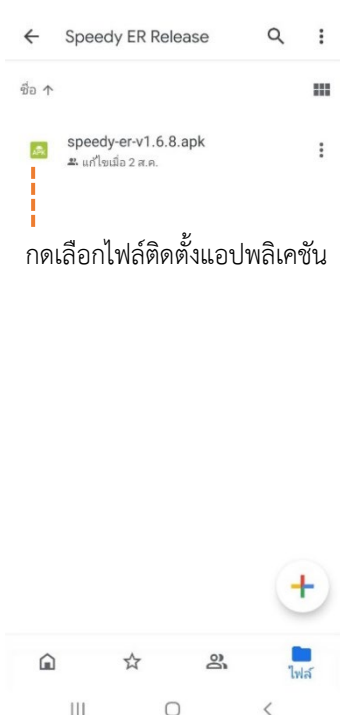 Speedy ER Release
ชื่อ
APK
speedy-er-v1.6.8.apk
แก้ไขเมื่อ 2 ส.ค.
กดเลือกไฟล์ติดตั้งแอปพลิเคชัน
ไฟล์